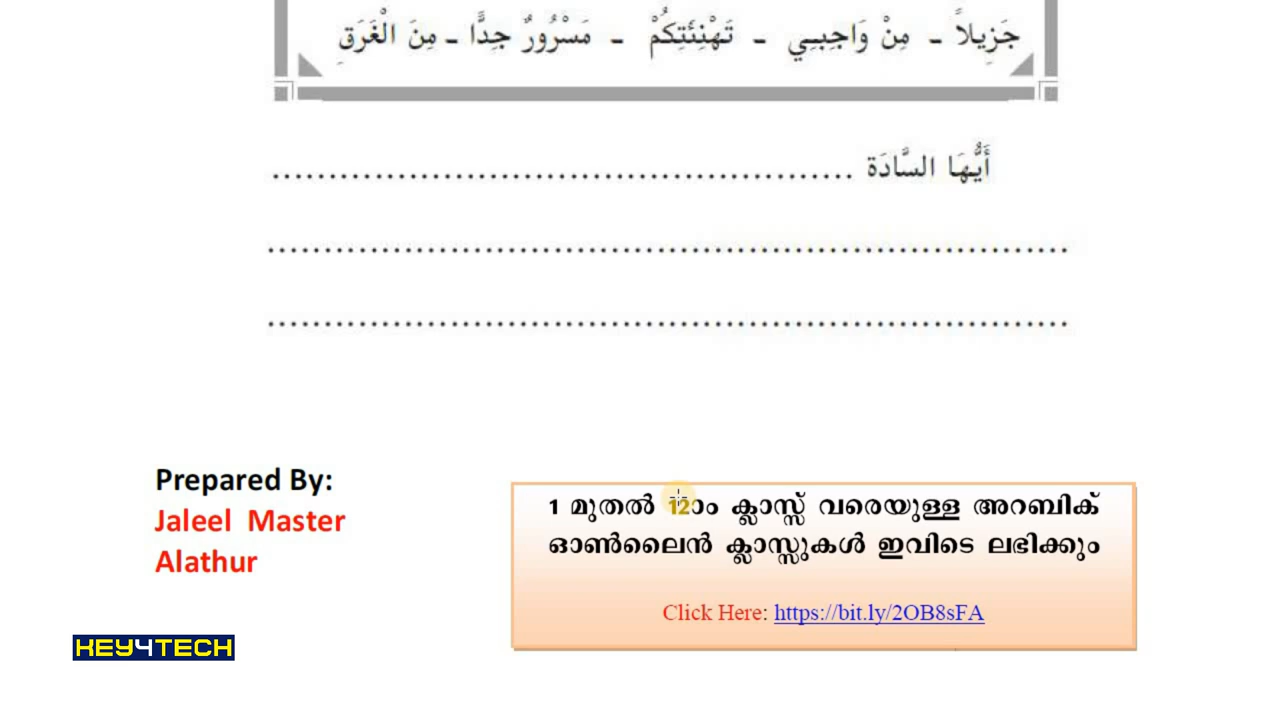 جَزِيلاً - مِنْ وَاجِبِي - تَهْنِئَتِكُمْ - مَسْرُورٌ جِدًّا - مِنَ الْغَرَقِ
أَيُّهَا السَّادَة ...................................................
......................................................................
......................................................................
Prepared By:
Jaleel Master
Alathur
1 മുതൽ 12ാം ക്ലാസ്സ് വരെയുള്ള അറബിക്
ഓൺലൈൻ ക്ലാസ്സുകൾ ഇവിടെ ലഭിക്കും
Click Here: https://bit.ly/2OB8sFA
KEY4TECH